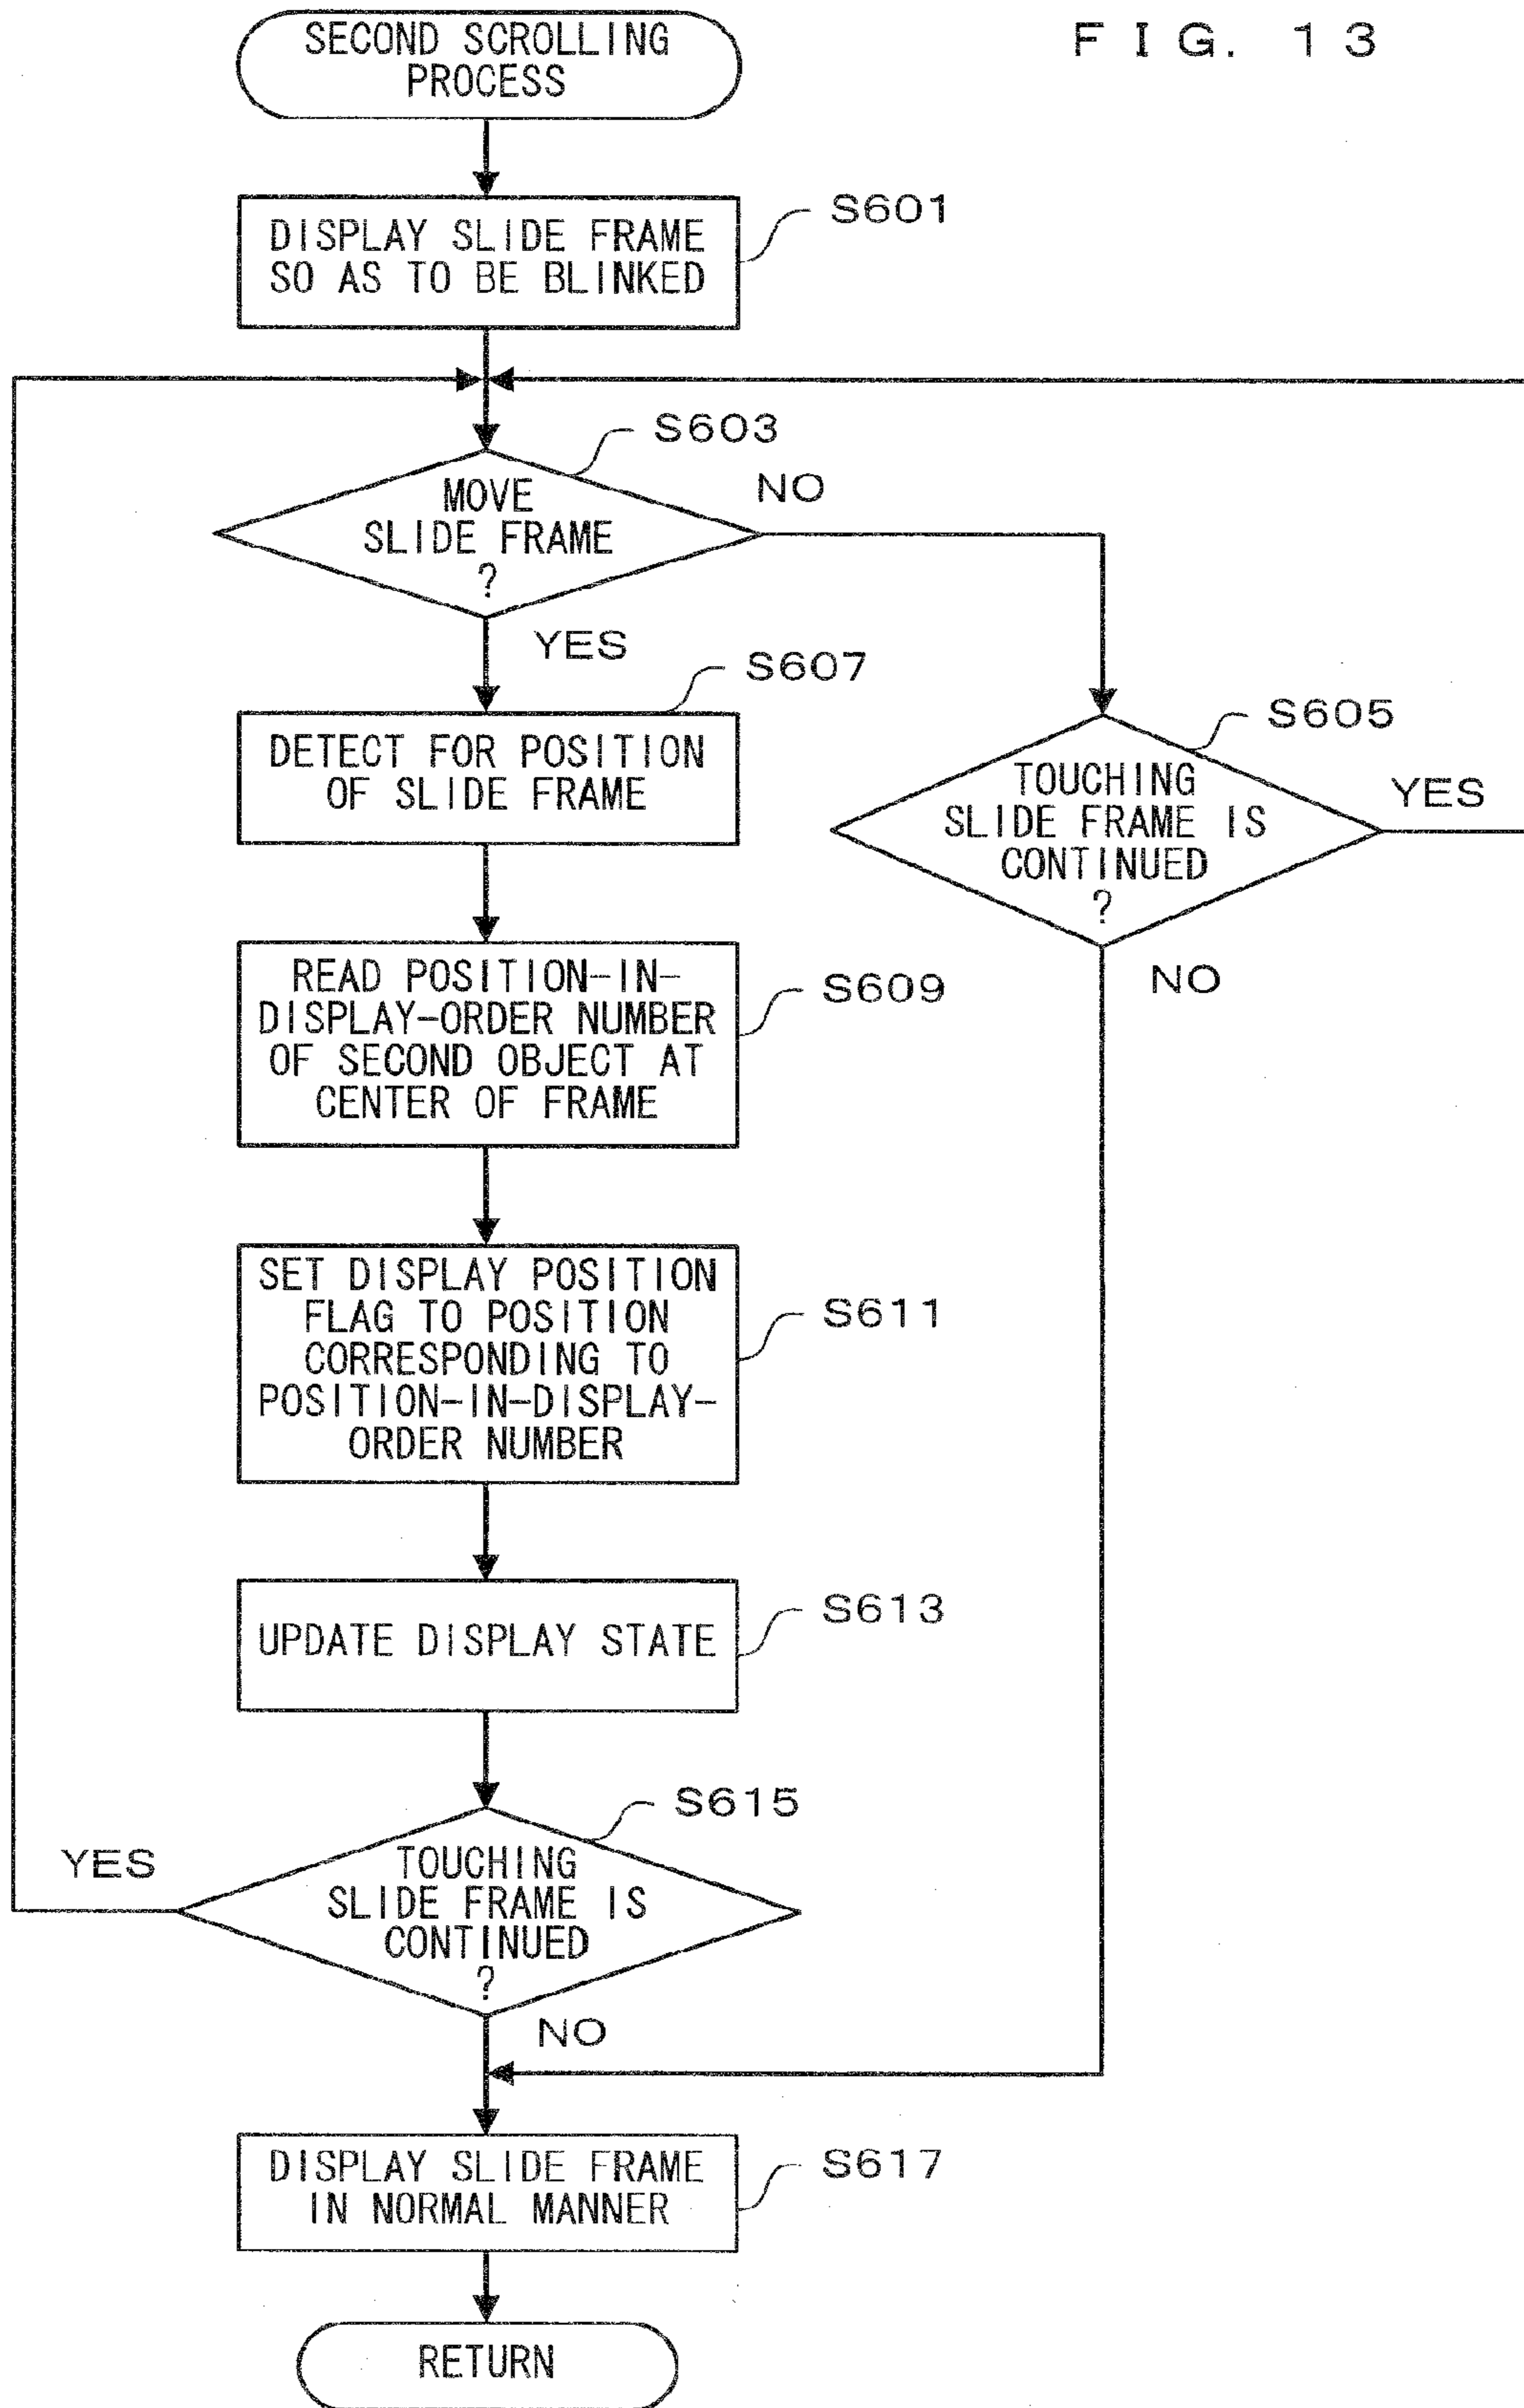 FIG. 13
SECOND SCROLLING
PROCESS
S601
DISPLAY SLIDE FRAME
SO AS TO BE BLINKED
S603
MOVE
SLIDE FRAME
?
NO
YES
S607
DETECT FOR POSITION
OF SLIDE FRAME
S605
TOUCHING
SLIDE FRAME IS
CONTINUED
?
YES
NO
S609
READ POSITION-IN-
DISPLAY-ORDER NUMBER
OF SECOND OBJECT AT
CENTER OF FRAME
S611
SET DISPLAY POSITION
FLAG TO POSITION
CORRESPONDING TO
POSITION-IN-DISPLAY-
ORDER NUMBER
S613
UPDATE DISPLAY STATE
S615
YES
TOUCHING
SLIDE FRAME IS
CONTINUED
?
NO
S617
DISPLAY SLIDE FRAME
IN NORMAL MANNER
RETURN